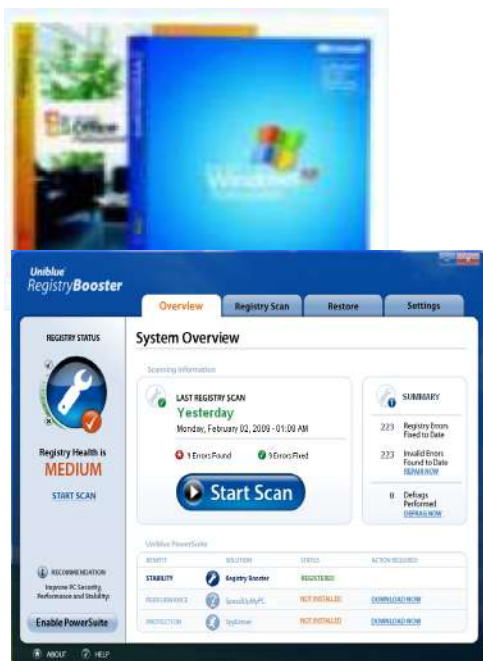 Microsoft
Office
Windows xp
Uniblue
RegistryBooster
Overview
Registry Scan
Restore
Settings
REGISTRY STATUS
Registry Health is
MEDIUM
START SCAN
RECOMMENDATION
Improve PC Security,
Performance and Stability:
Enable PowerSuite
ABOUT
HELP
System Overview
Scanning Information
LAST REGISTRY SCAN
Yesterday
Monday, February 02, 2009 - 01:09 AM
9 Errors Found
9 Errors Fixed
Start Scan
SUMMARY
223 Registry Errors
Fixed to Date
223 Invalid Errors
Found to Date
REPAIR NOW
0 Defrags
Performed
DEFRAG NOW
Uniblue PowerSuite
BENEFIT SOLUTION STATUS ACTION REQUIRED
STABILITY Registry Booster REGISTERED
PERFORMANCE SpeedUpMyPC NOT INSTALLED DOWNLOAD NOW
PROTECTION SpyEraser NOT INSTALLED DOWNLOAD NOW